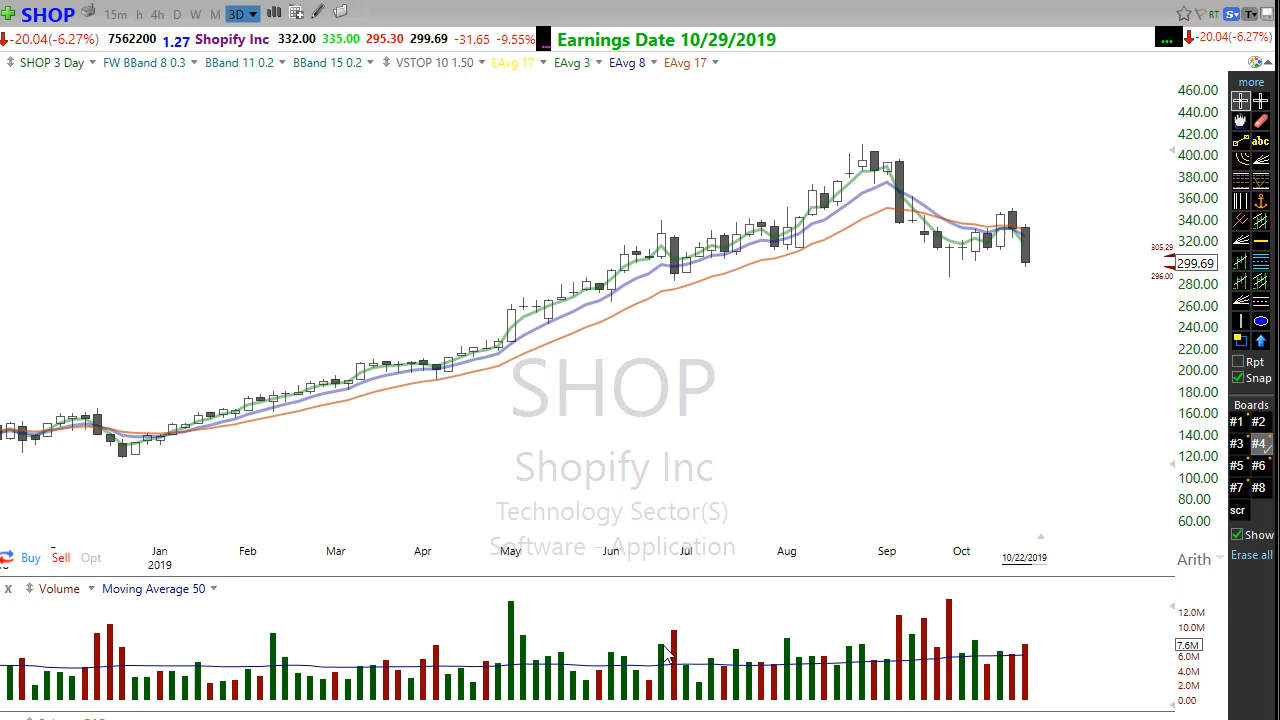 SHOP 15m h 4h D W M 3D RT S T
-20.04(-6.27%) 7562200 1.27 Shopify Inc 332.00 335.00 295.30 299.69 -31.65 -9.55% ... Earnings Date 10/29/2019 ... -20.04(-6.27%)
SHOP 3 Day FW BBand 8 0.3 BBand 11 0.2 BBand 15 0.2 VSTOP 10 1.50 EAvg 17 EAvg 3 EAvg 8 EAvg 17
more
460.00
440.00
abc
420.00
400.00
380.00
360.00
340.00
320.00
305.29
299.69
296.00
280.00
260.00
240.00
220.00
200.00
180.00
160.00
140.00
120.00
100.00
80.00
60.00
Rpt
Snap
Boards
#1 #2
#3 #4
#5 #6
#7 #8
scr
Show
Erase all
SHOP
Shopify Inc
Technology Sector(S)
Software - Application
Jan Feb Mar Apr May Jun Jul Aug Sep Oct
2019 10/22/2019
Buy Sell Opt
Arith
X Volume Moving Average 50
12.0M
10.0M
7.6M
6.0M
4.0M
2.0M
0.00